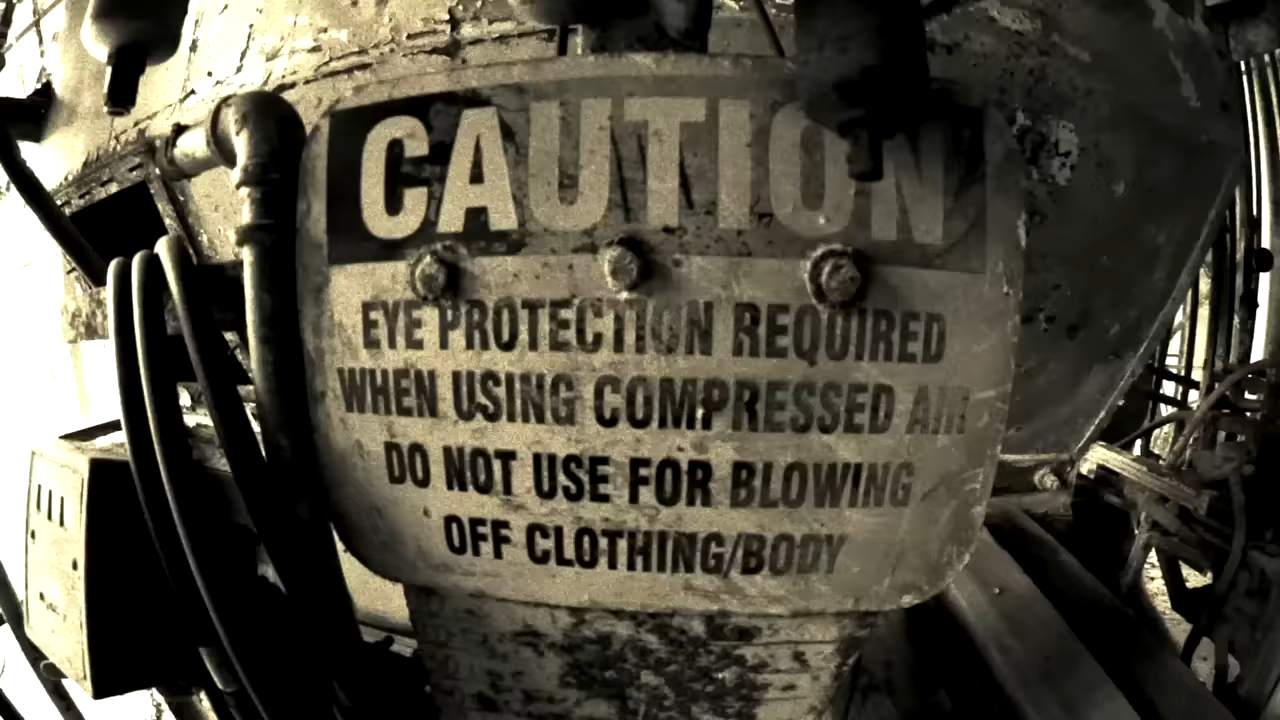 CAUTION
EYE PROTECTION REQUIRED
WHEN USING COMPRESSED AIR
DO NOT USE FOR BLOWING
OFF CLOTHING/BODY